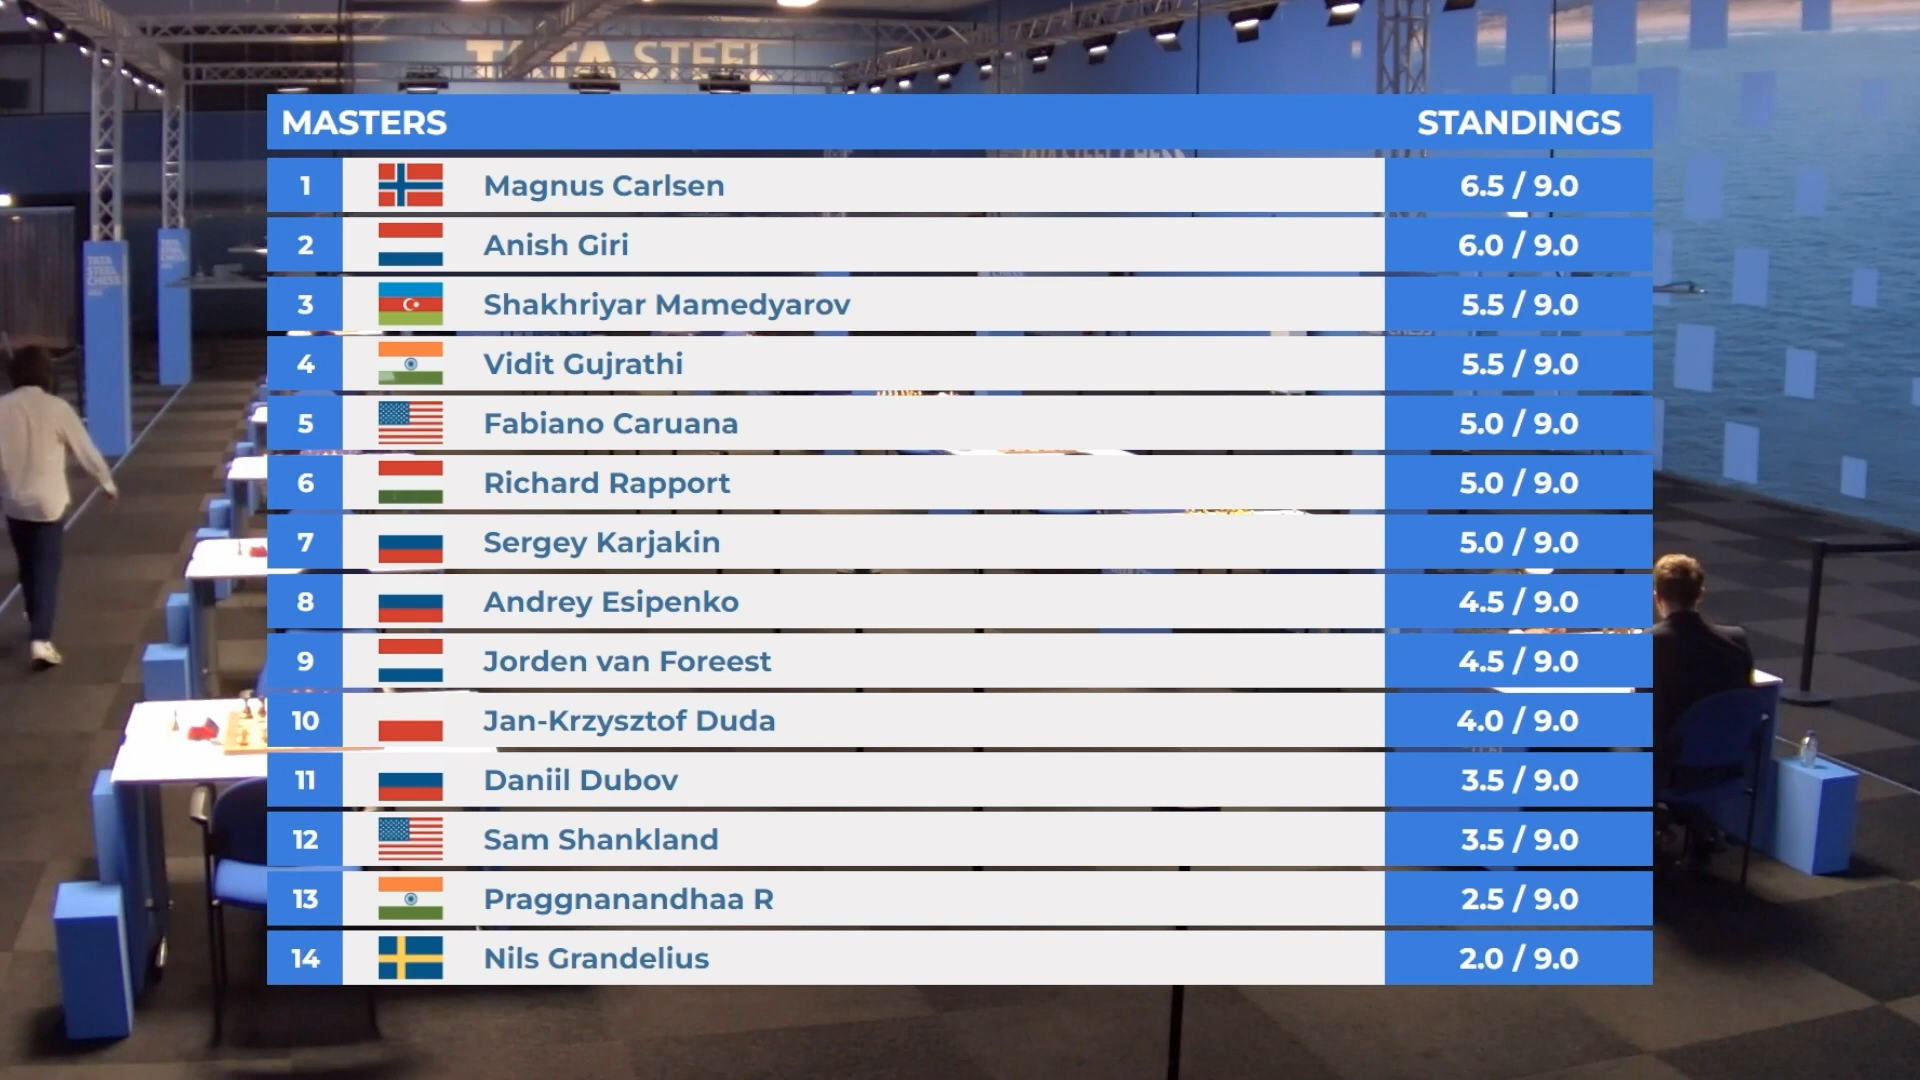 TATA STEEL
MASTERS STANDINGS
1 Magnus Carlsen 6.5 / 9.0
2 Anish Giri 6.0 / 9.0
3 Shakhriyar Mamedyarov 5.5 / 9.0
4 Vidit Gujrathi 5.5 / 9.0
5 Fabiano Caruana 5.0 / 9.0
6 Richard Rapport 5.0 / 9.0
7 Sergey Karjakin 5.0 / 9.0
8 Andrey Esipenko 4.5 / 9.0
9 Jorden van Foreest 4.5 / 9.0
10 Jan-Krzysztof Duda 4.0 / 9.0
11 Daniil Dubov 3.5 / 9.0
12 Sam Shankland 3.5 / 9.0
13 Praggnanandhaa R 2.5 / 9.0
14 Nils Grandelius 2.0 / 9.0
TATA
STEEL
CHESS